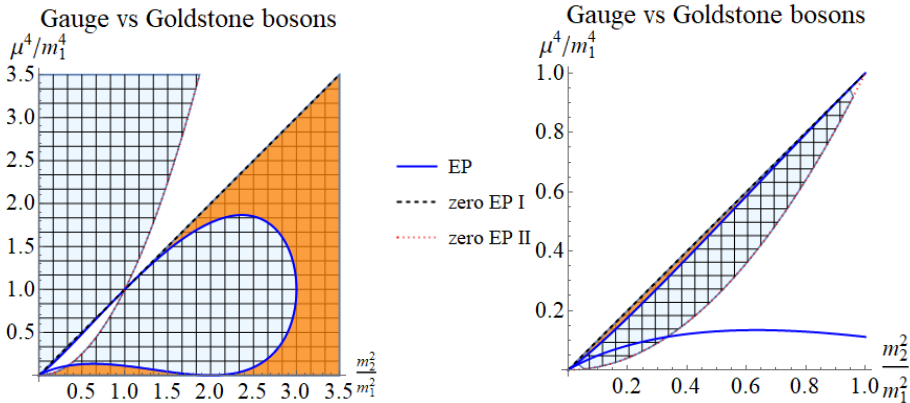 Gauge vs Goldstone bosons
μ⁴/m₁⁴
3.5
3.0
2.5
2.0
1.5
1.0
0.5
0.5 1.0 1.5 2.0 2.5 3.0 3.5
m₂²/m₁²
EP
zero EP I
zero EP II
Gauge vs Goldstone bosons
μ⁴/m₁⁴
1.0
0.8
0.6
0.4
0.2
0.2 0.4 0.6 0.8 1.0
m₂²/m₁²